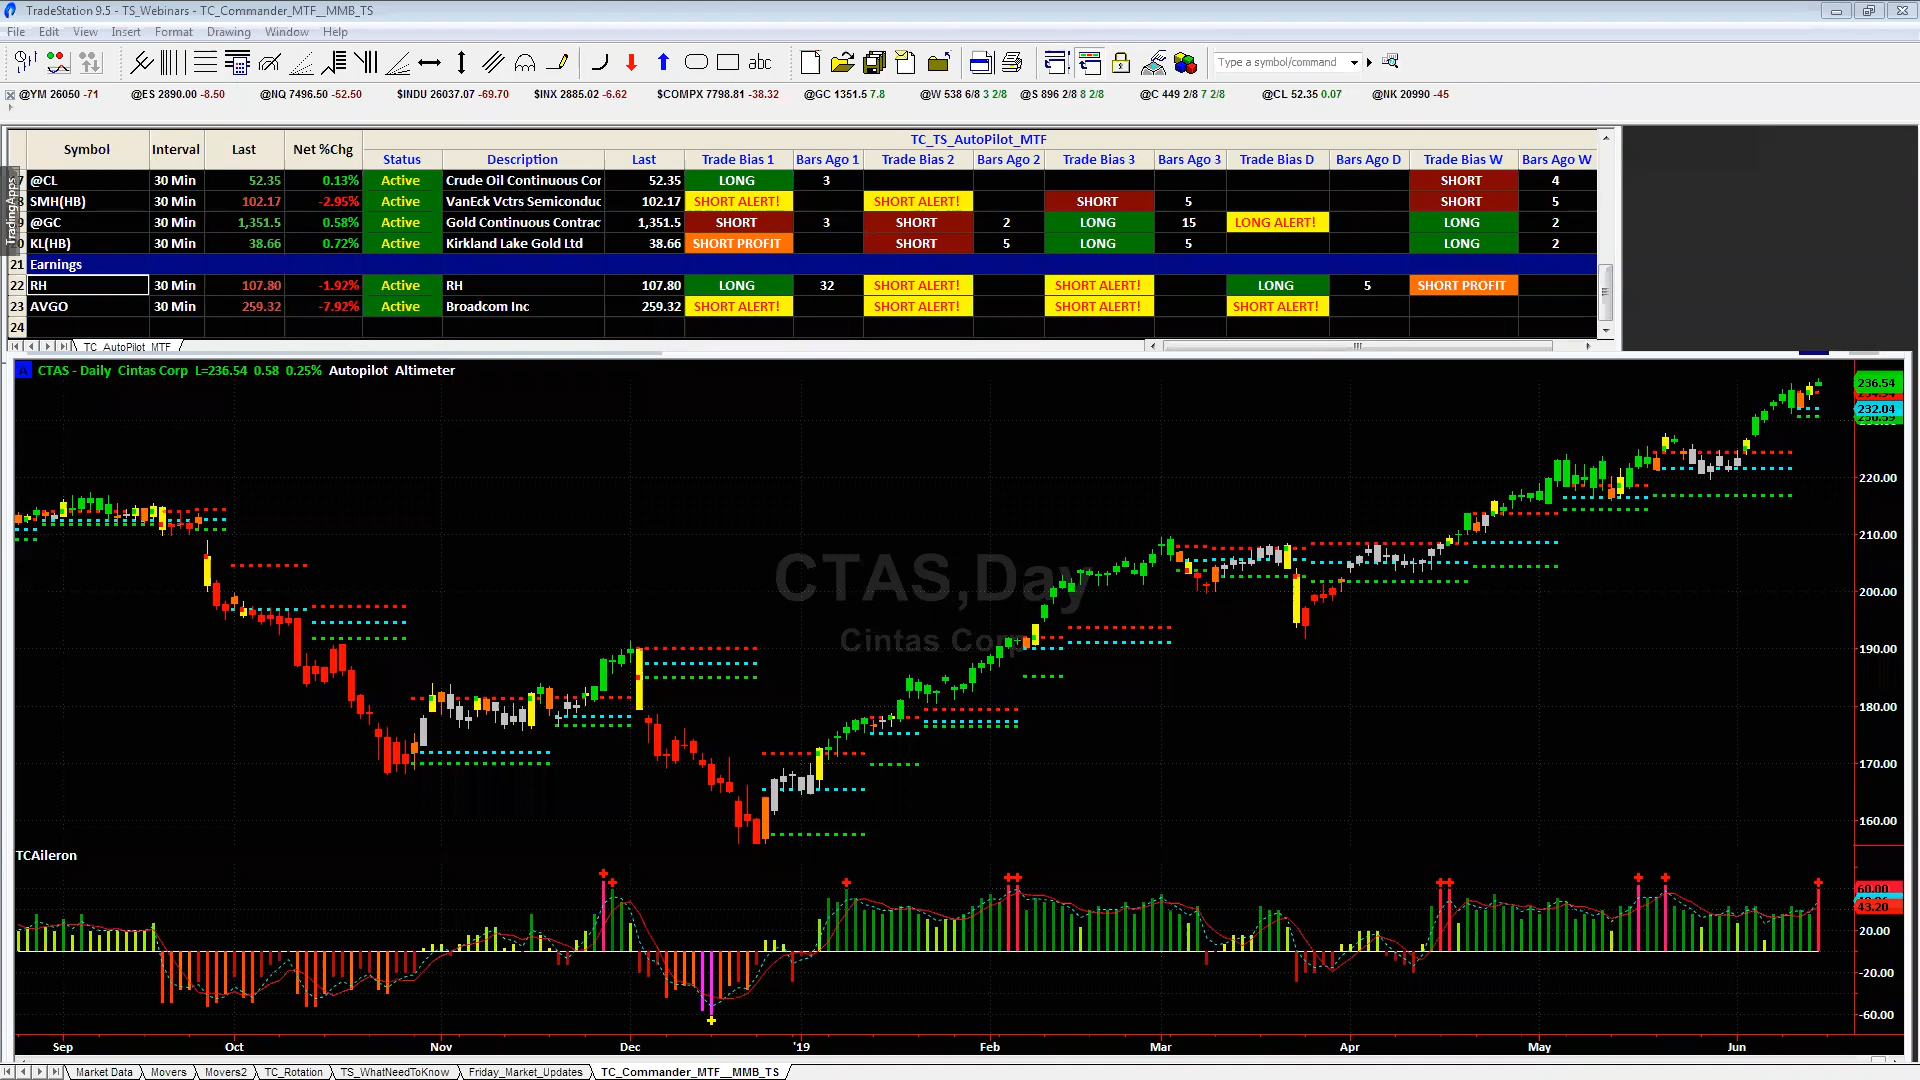 TradeStation 9.5 - TS_Webinars - TC_Commander_MTF__MMB_TS
File Edit View Insert Format Drawing Window Help
abc Type a symbol/command
@YM 26050 -71 @ES 2890.00 -8.50 @NQ 7496.50 -52.50 $INDU 26037.07 -69.70 $INX 2885.02 -6.62 $COMPX 7798.81 -38.32 @GC 1351.5 7.8 @W 538 6/8 3 2/8 @S 896 2/8 8 2/8 @C 449 2/8 7 2/8 @CL 52.35 0.07 @NK 20990 -45
TradingApps
TC_TS_AutoPilot_MTF
Symbol Interval Last Net %Chg Status Description Last Trade Bias 1 Bars Ago 1 Trade Bias 2 Bars Ago 2 Trade Bias 3 Bars Ago 3 Trade Bias D Bars Ago D Trade Bias W Bars Ago W
@CL 30 Min 52.35 0.13% Active Crude Oil Continuous Cor 52.35 LONG 3 SHORT 4
SMH(HB) 30 Min 102.17 -2.95% Active VanEck Vctrs Semiconduc 102.17 SHORT ALERT! SHORT ALERT! SHORT 5 SHORT 5
@GC 30 Min 1,351.5 0.58% Active Gold Continuous Contrac 1,351.5 SHORT 3 SHORT 2 LONG 15 LONG ALERT! LONG 2
KL(HB) 30 Min 38.66 0.72% Active Kirkland Lake Gold Ltd 38.66 SHORT PROFIT SHORT 5 LONG 5 LONG 2
21 Earnings
22 RH 30 Min 107.80 -1.92% Active RH 107.80 LONG 32 SHORT ALERT! SHORT ALERT! LONG 5 SHORT PROFIT
23 AVGO 30 Min 259.32 -7.92% Active Broadcom Inc 259.32 SHORT ALERT! SHORT ALERT! SHORT ALERT! SHORT ALERT!
24
TC_AutoPilot_MTF
A CTAS - Daily Cintas Corp L=236.54 0.58 0.25% Autopilot Altimeter
236.54
232.04
220.00
210.00
CTAS,Day
200.00
Cintas Corp
190.00
180.00
170.00
160.00
TCAileron
60.00
43.20
20.00
-20.00
-60.00
Sep Oct Nov Dec '19 Feb Mar Apr May Jun
Market Data Movers Movers2 TC_Rotation TS_WhatNeedToKnow Friday_Market_Updates TC_Commander_MTF__MMB_TS